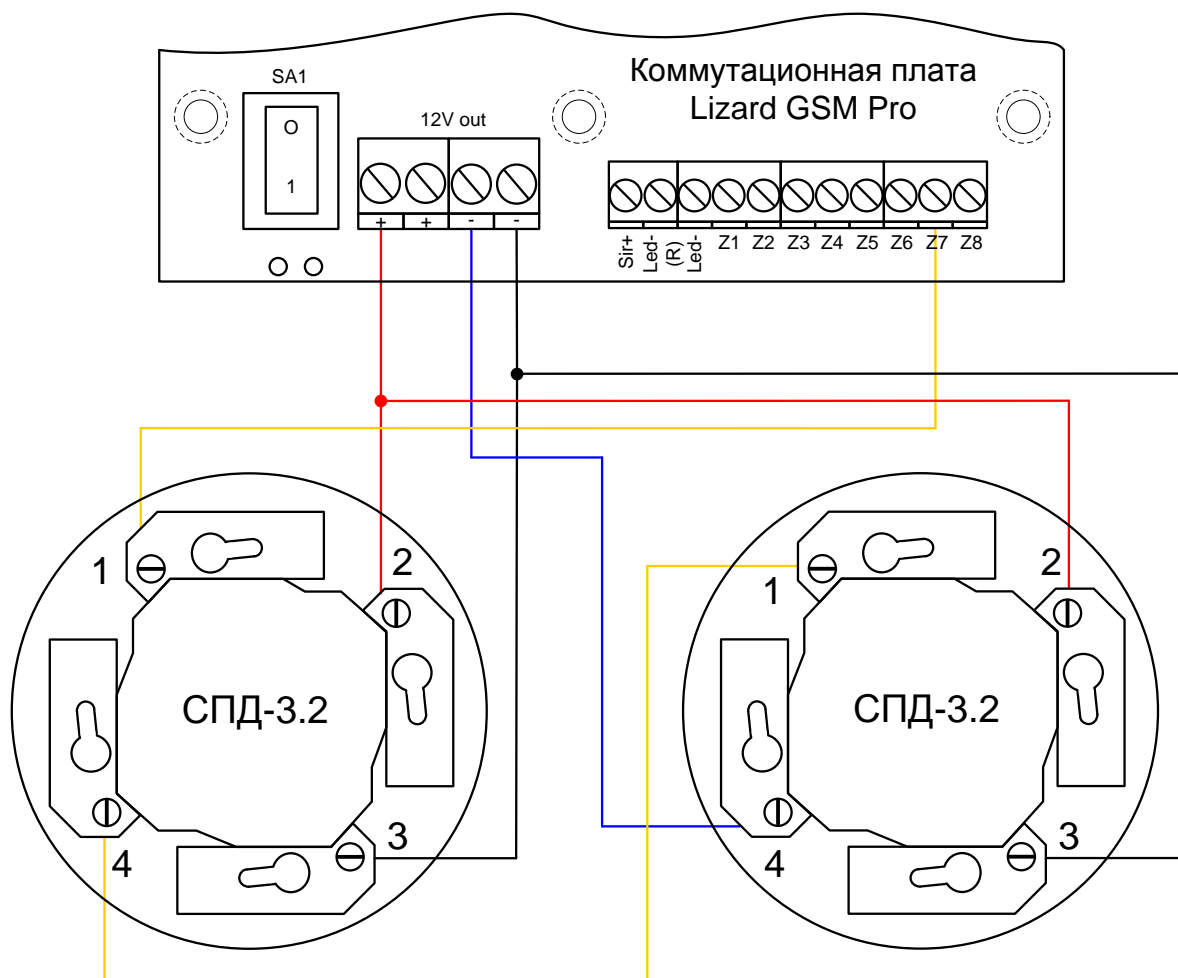 Коммутационная плата
Lizard GSM Pro
SA1
O
1
12V out
+ + - -
Sir+ Led- (R) Led- Z1 Z2 Z3 Z4 Z5 Z6 Z7 Z8
1 2
СПД-3.2
4 3
1 2
СПД-3.2
4 3